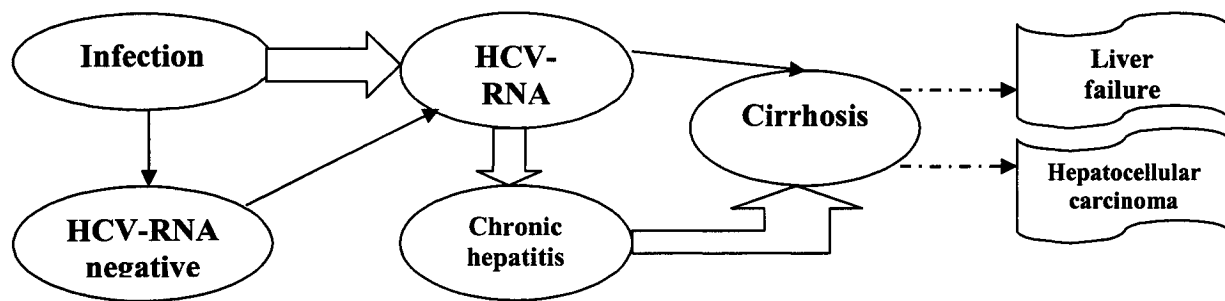 Infection
HCV-
RNA
Liver
failure
Cirrhosis
Hepatocellular
carcinoma
HCV-RNA
negative
Chronic
hepatitis